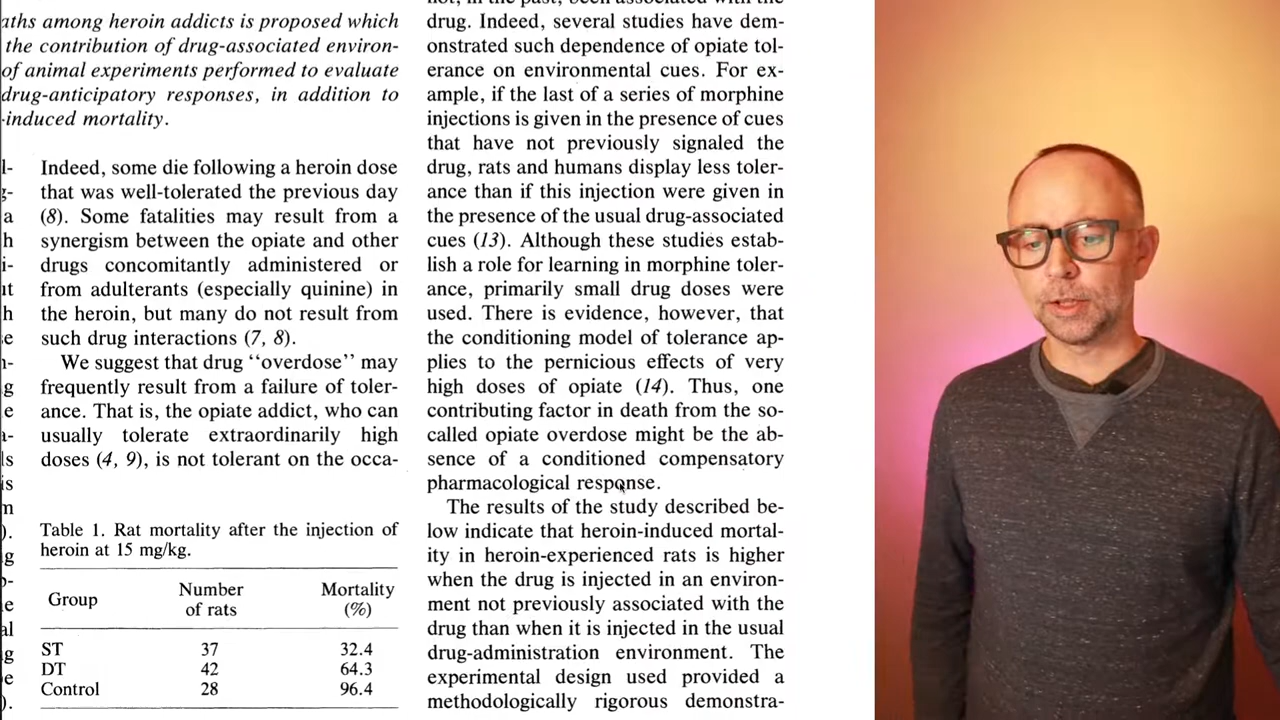 aths among heroin addicts is proposed which
the contribution of drug-associated environ-
of animal experiments performed to evaluate
drug-anticipatory responses, in addition to
-induced mortality.
Indeed, some die following a heroin dose
that was well-tolerated the previous day
(8). Some fatalities may result from a
synergism between the opiate and other
drugs concomitantly administered or
from adulterants (especially quinine) in
the heroin, but many do not result from
such drug interactions (7, 8).
We suggest that drug "overdose" may
frequently result from a failure of toler-
ance. That is, the opiate addict, who can
usually tolerate extraordinarily high
doses (4, 9), is not tolerant on the occa-
Table 1. Rat mortality after the injection of
heroin at 15 mg/kg.
Group Number of rats Mortality (%)
ST 37 32.4
DT 42 64.3
Control 28 96.4
drug. Indeed, several studies have dem-
onstrated such dependence of opiate tol-
erance on environmental cues. For ex-
ample, if the last of a series of morphine
injections is given in the presence of cues
that have not previously signaled the
drug, rats and humans display less toler-
ance than if this injection were given in
the presence of the usual drug-associated
cues (13). Although these studies estab-
lish a role for learning in morphine toler-
ance, primarily small drug doses were
used. There is evidence, however, that
the conditioning model of tolerance ap-
plies to the pernicious effects of very
high doses of opiate (14). Thus, one
contributing factor in death from the so-
called opiate overdose might be the ab-
sence of a conditioned compensatory
pharmacological response.
The results of the study described be-
low indicate that heroin-induced mortal-
ity in heroin-experienced rats is higher
when the drug is injected in an environ-
ment not previously associated with the
drug than when it is injected in the usual
drug-administration environment. The
experimental design used provided a
methodologically rigorous demonstra-